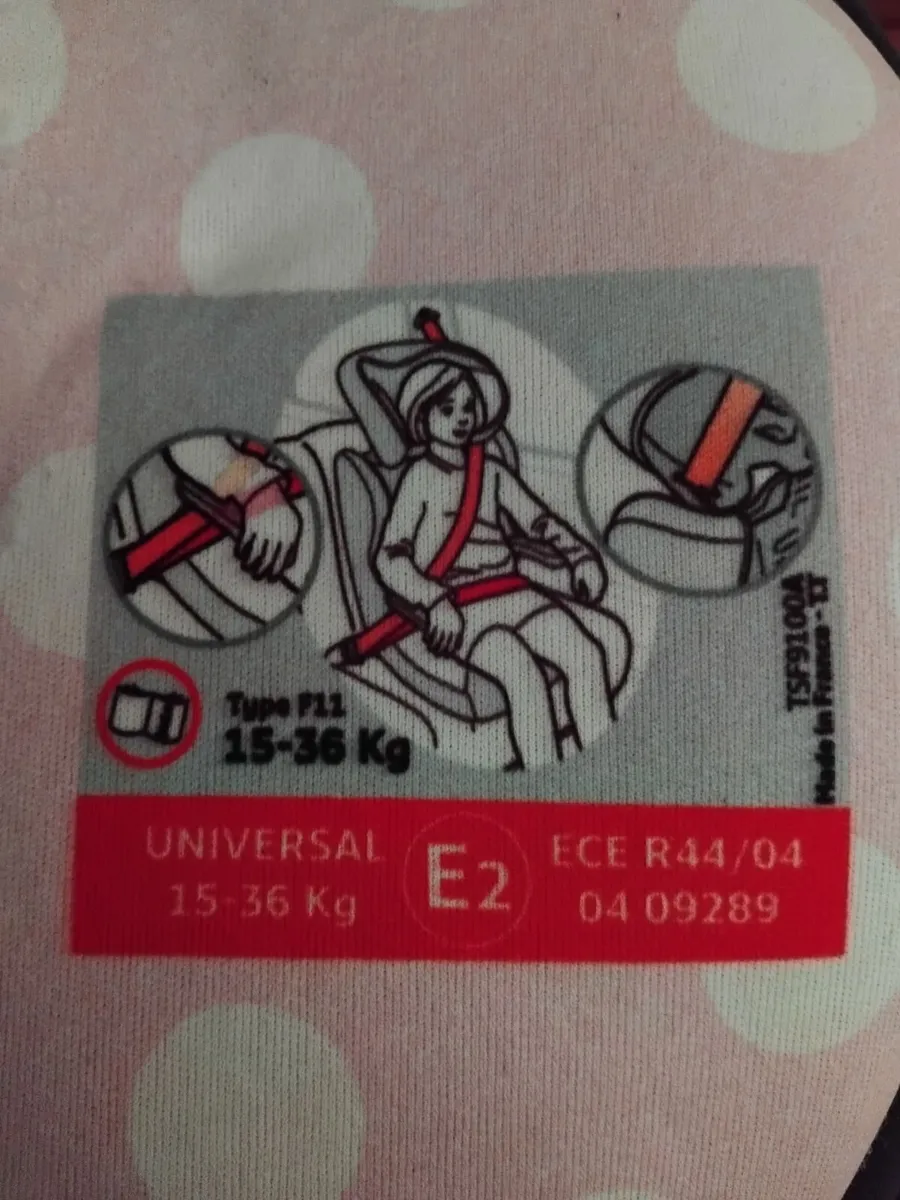 Type F11
15-36 Kg
TSF9100A
Made in France - 17
UNIVERSAL
15-36 Kg
E2
ECE R44/04
04 09289